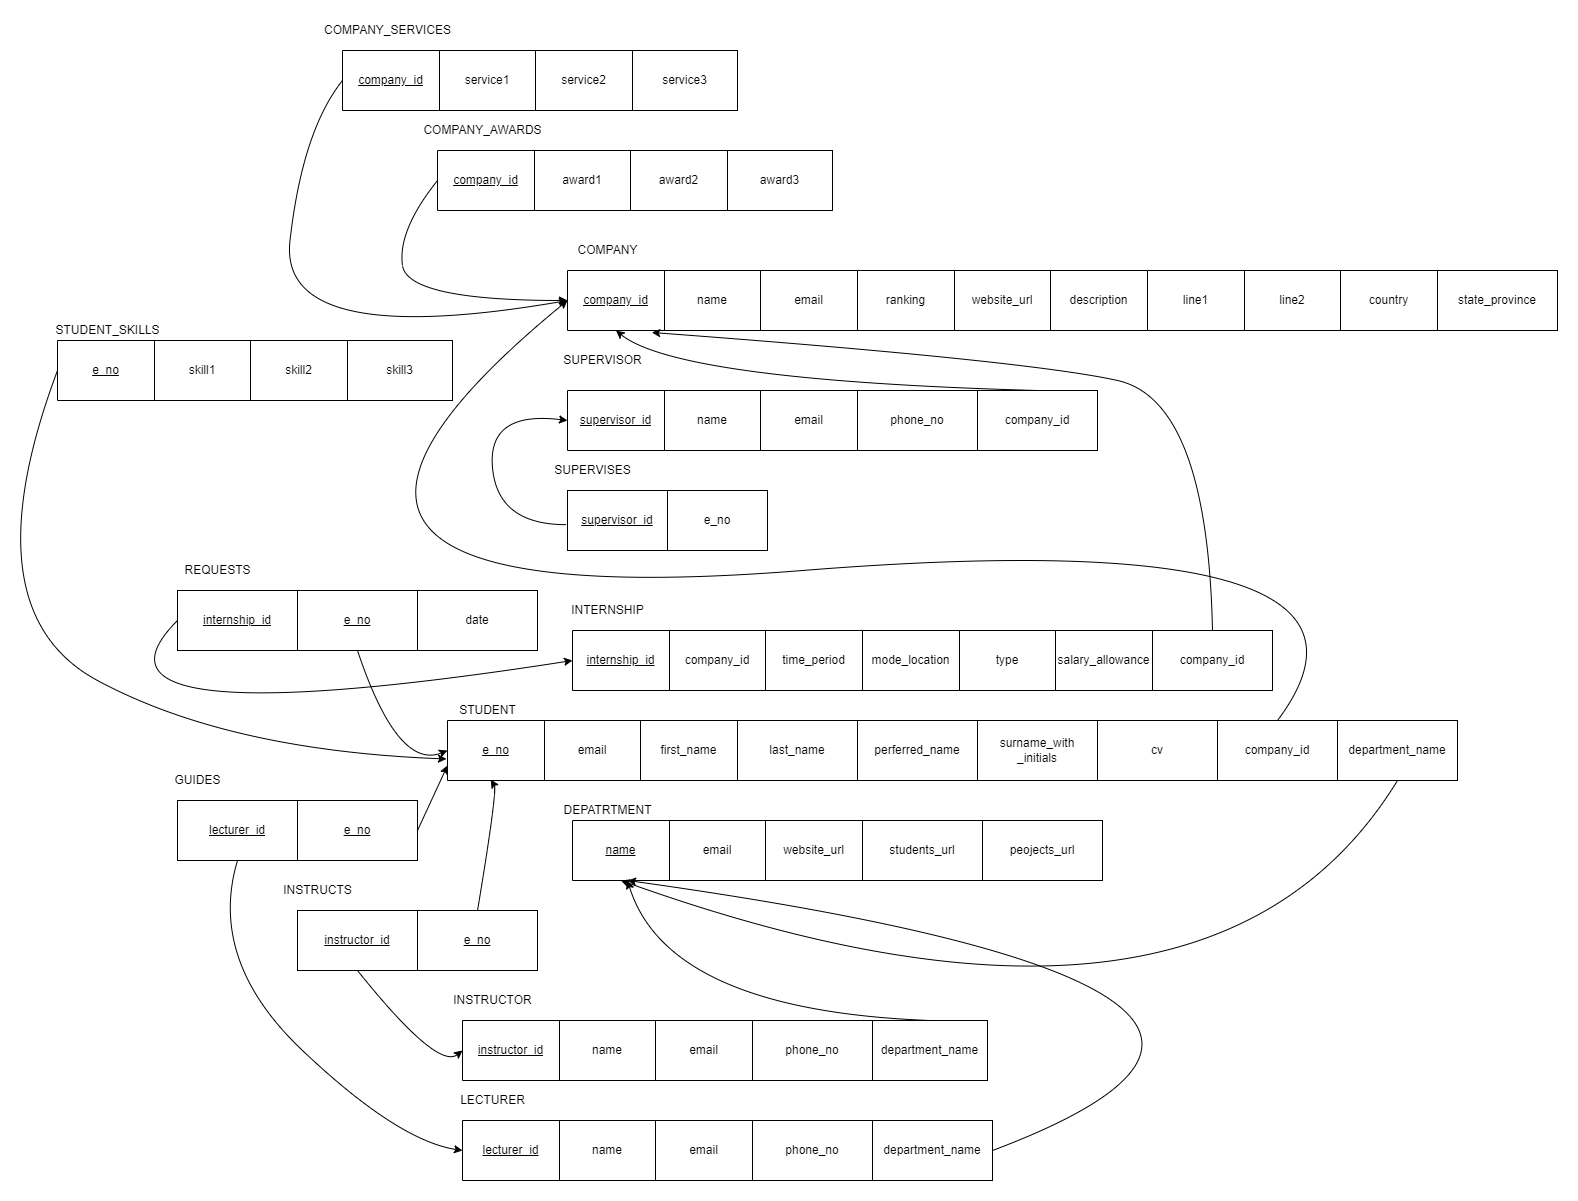 COMPANY_SERVICES
company_id service1 service2 service3
COMPANY_AWARDS
company_id award1 award2 award3
COMPANY
company_id name email ranking website_url description line1 line2 country state_province
STUDENT_SKILLS
e_no skill1 skill2 skill3
SUPERVISOR
supervisor_id name email phone_no company_id
SUPERVISES
supervisor_id e_no
REQUESTS
internship_id e_no date
INTERNSHIP
internship_id company_id time_period mode_location type salary_allowance company_id
STUDENT
e_no email first_name last_name perferred_name surname_with
_initials cv company_id department_name
GUIDES
lecturer_id e_no
DEPATRTMENT
name email website_url students_url peojects_url
INSTRUCTS
instructor_id e_no
INSTRUCTOR
instructor_id name email phone_no department_name
LECTURER
lecturer_id name email phone_no department_name